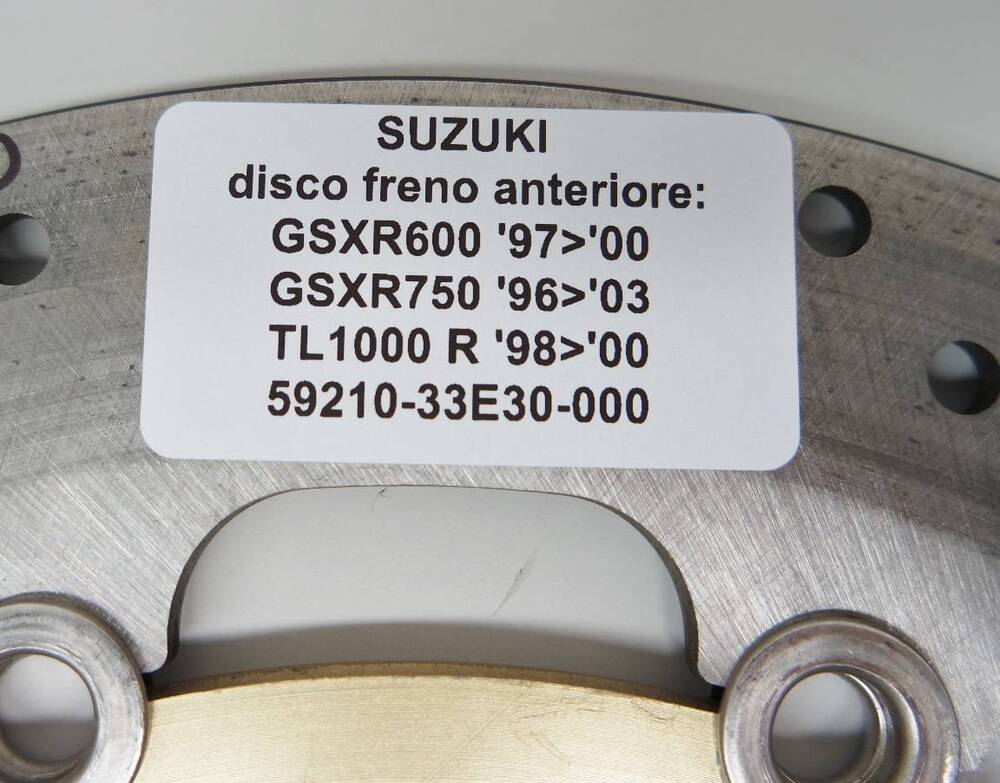 SUZUKI
disco freno anteriore:
GSXR600 '97>'00
GSXR750 '96>'03
TL1000 R '98>'00
59210-33E30-000